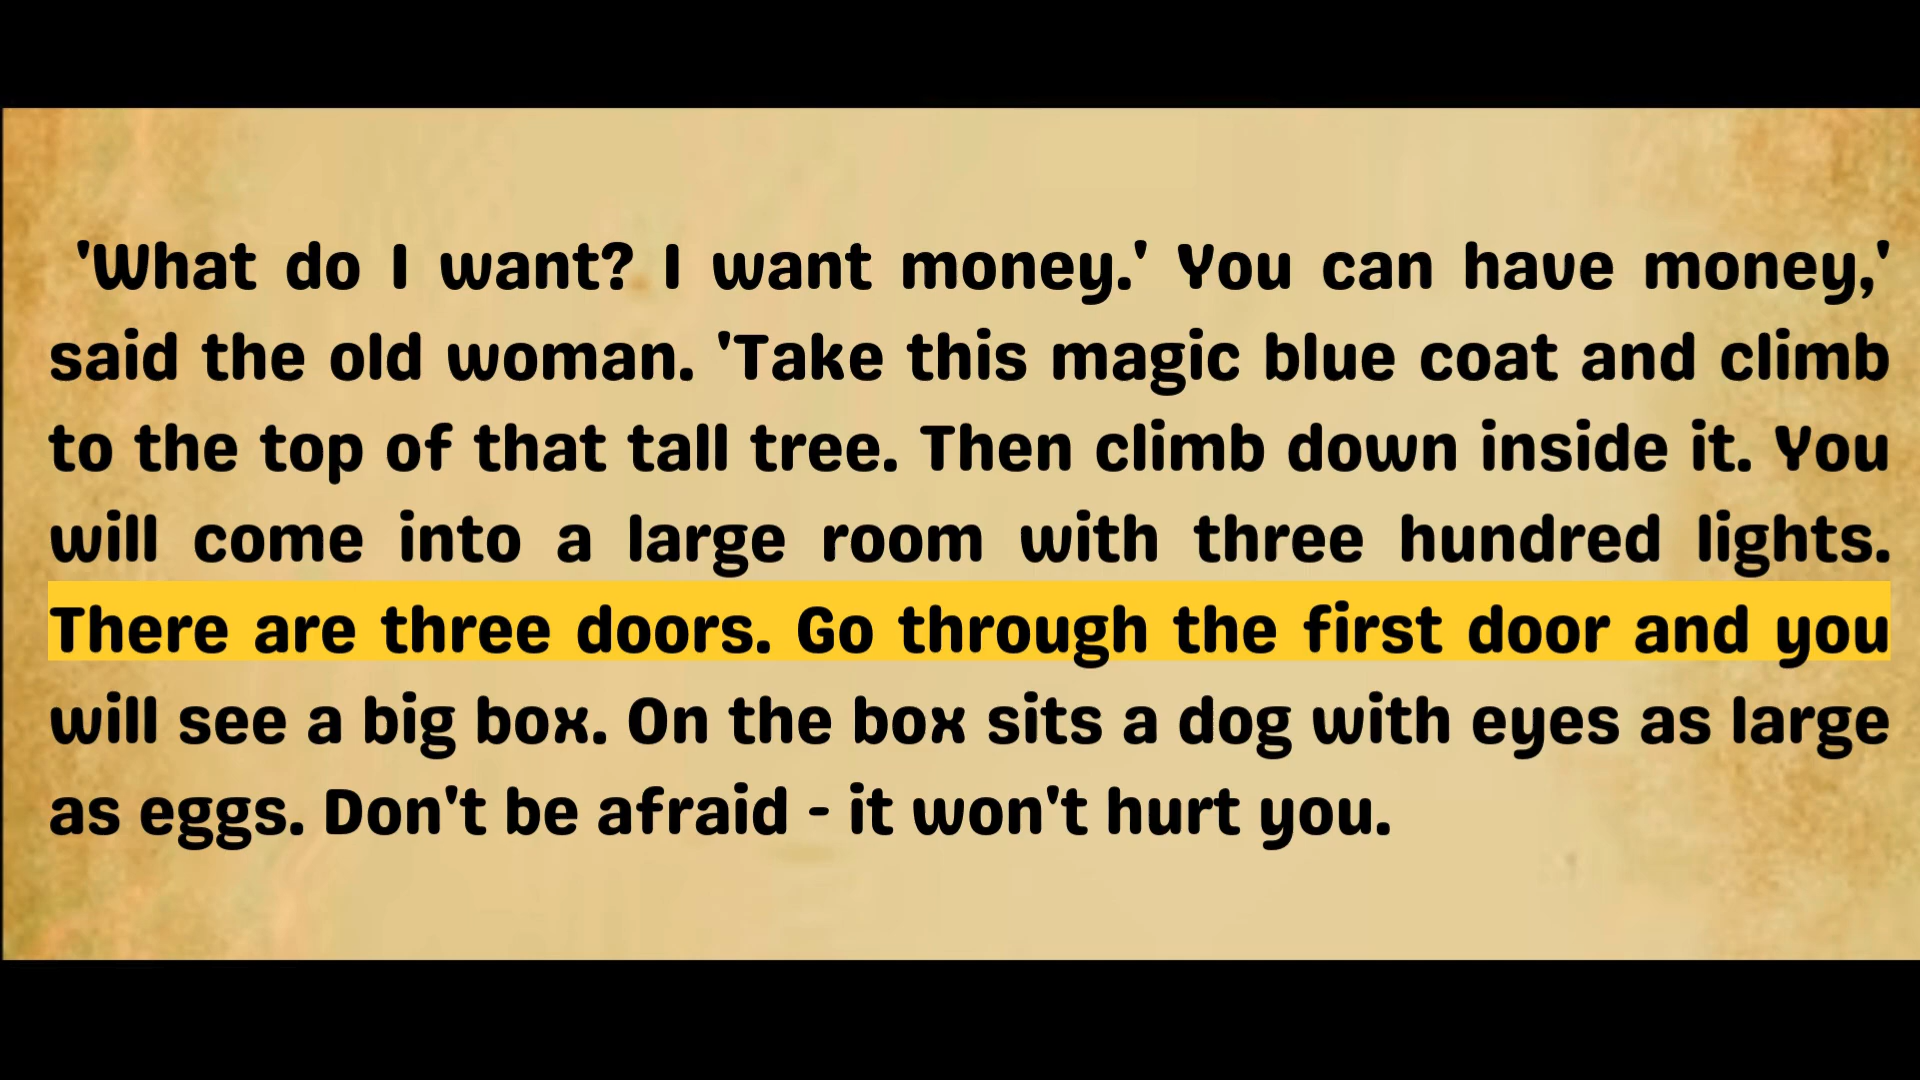 'What do I want? I want money.' You can have money,'
said the old woman. 'Take this magic blue coat and climb
to the top of that tall tree. Then climb down inside it. You
will come into a large room with three hundred lights.
There are three doors. Go through the first door and you
will see a big box. On the box sits a dog with eyes as large
as eggs. Don't be afraid - it won't hurt you.